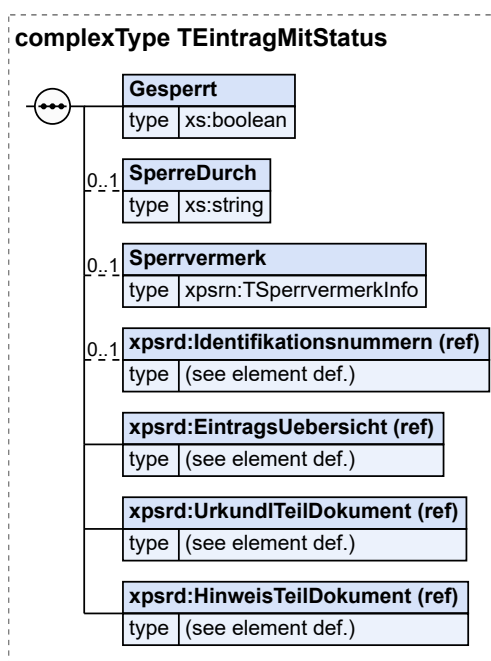 complexType TEintragMitStatus
Gesperrt
type xs:boolean
0..1 SperreDurch
type xs:string
0..1 Sperrvermerk
type xpsrn:TSperrvermerkInfo
0..1 xpsrd:Identifikationsnummern (ref)
type (see element def.)
xpsrd:EintragsUebersicht (ref)
type (see element def.)
xpsrd:UrkundlTeilDokument (ref)
type (see element def.)
xpsrd:HinweisTeilDokument (ref)
type (see element def.)